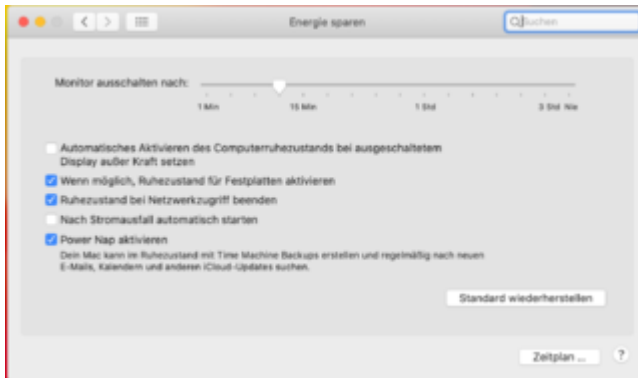 Energie sparen
Suchen
Monitor ausschalten nach:
1 Min 15 Min 1 Std 3 Std Nie
Automatisches Aktivieren des Computerruhezustands bei ausgeschaltetem
Display außer Kraft setzen
Wenn möglich, Ruhezustand für Festplatten aktivieren
Ruhezustand bei Netzwerkzugriff beenden
Nach Stromausfall automatisch starten
Power Nap aktivieren
Dein Mac kann im Ruhezustand mit Time Machine Backups erstellen und regelmäßig nach neuen
E-Mails, Kalendern und anderen iCloud-Updates suchen.
Standard wiederherstellen
Zeitplan ... ?